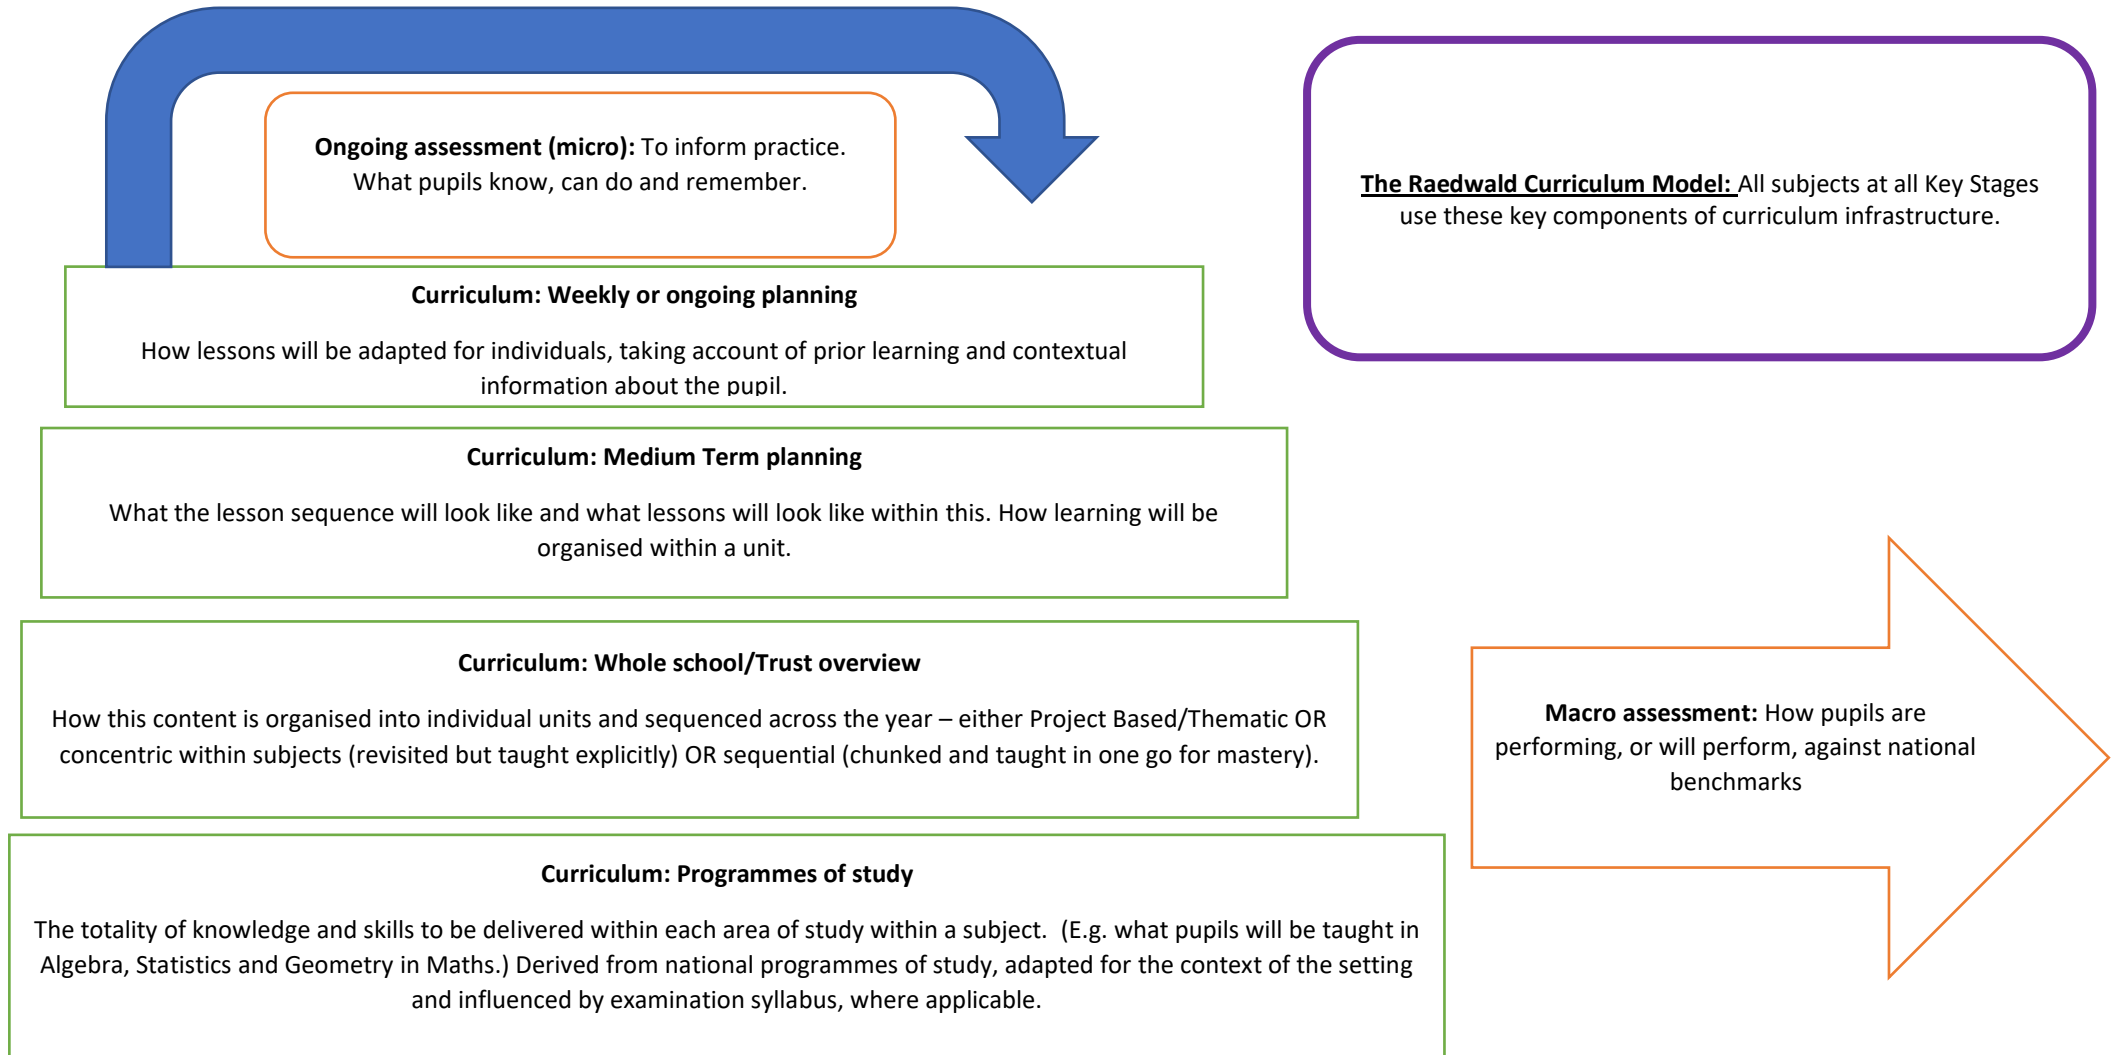 Ongoing assessment (micro): To inform practice.
What pupils know, can do and remember.
The Raedwald Curriculum Model: All subjects at all Key Stages
use these key components of curriculum infrastructure.
Curriculum: Weekly or ongoing planning
How lessons will be adapted for individuals, taking account of prior learning and contextual
information about the pupil.
Curriculum: Medium Term planning
What the lesson sequence will look like and what lessons will look like within this. How learning will be
organised within a unit.
Curriculum: Whole school/Trust overview
How this content is organised into individual units and sequenced across the year – either Project Based/Thematic OR
concentric within subjects (revisited but taught explicitly) OR sequential (chunked and taught in one go for mastery).
Macro assessment: How pupils are
performing, or will perform, against national
benchmarks
Curriculum: Programmes of study
The totality of knowledge and skills to be delivered within each area of study within a subject.  (E.g. what pupils will be taught in
Algebra, Statistics and Geometry in Maths.) Derived from national programmes of study, adapted for the context of the setting
and influenced by examination syllabus, where applicable.